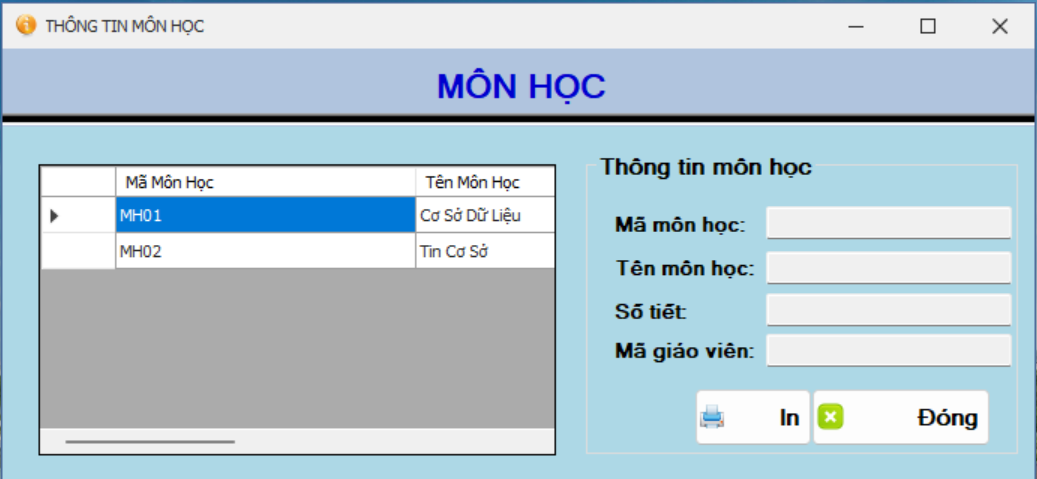 THÔNG TIN MÔN HỌC
MÔN HỌC
Mã Môn Học Tên Môn Học
MH01 Cơ Sở Dữ Liệu
MH02 Tin Cơ Sở
Thông tin môn học
Mã môn học:
Tên môn học:
Số tiết:
Mã giáo viên:
In Đóng